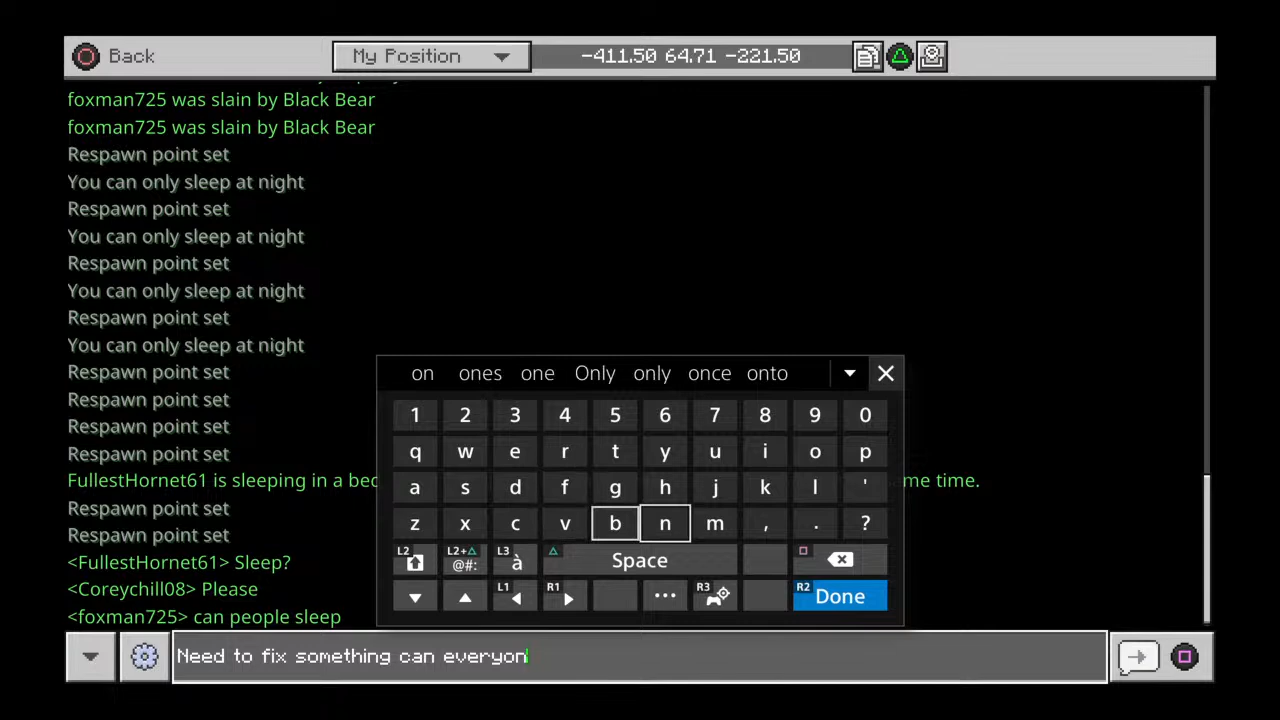 Back
My Position
-411.50 64.71 -221.50
foxman725 was slain by Black Bear
foxman725 was slain by Black Bear
Respawn point set
You can only sleep at night
Respawn point set
You can only sleep at night
Respawn point set
You can only sleep at night
Respawn point set
You can only sleep at night
Respawn point set
Respawn point set
Respawn point set
Respawn point set
FullestHornet61 is sleeping in a bed
me time.
Respawn point set
Respawn point set
<FullestHornet61> Sleep?
<Coreychill08> Please
<foxman725> can people sleep
on ones one Only only once onto
1 2 3 4 5 6 7 8 9 0
q w e r t y u i o p
a s d f g h j k l '
z x c v b n m , . ?
L2 L2+△ @#: L3 à Space
L1 R1 ... R3 R2 Done
Need to fix something can everyon